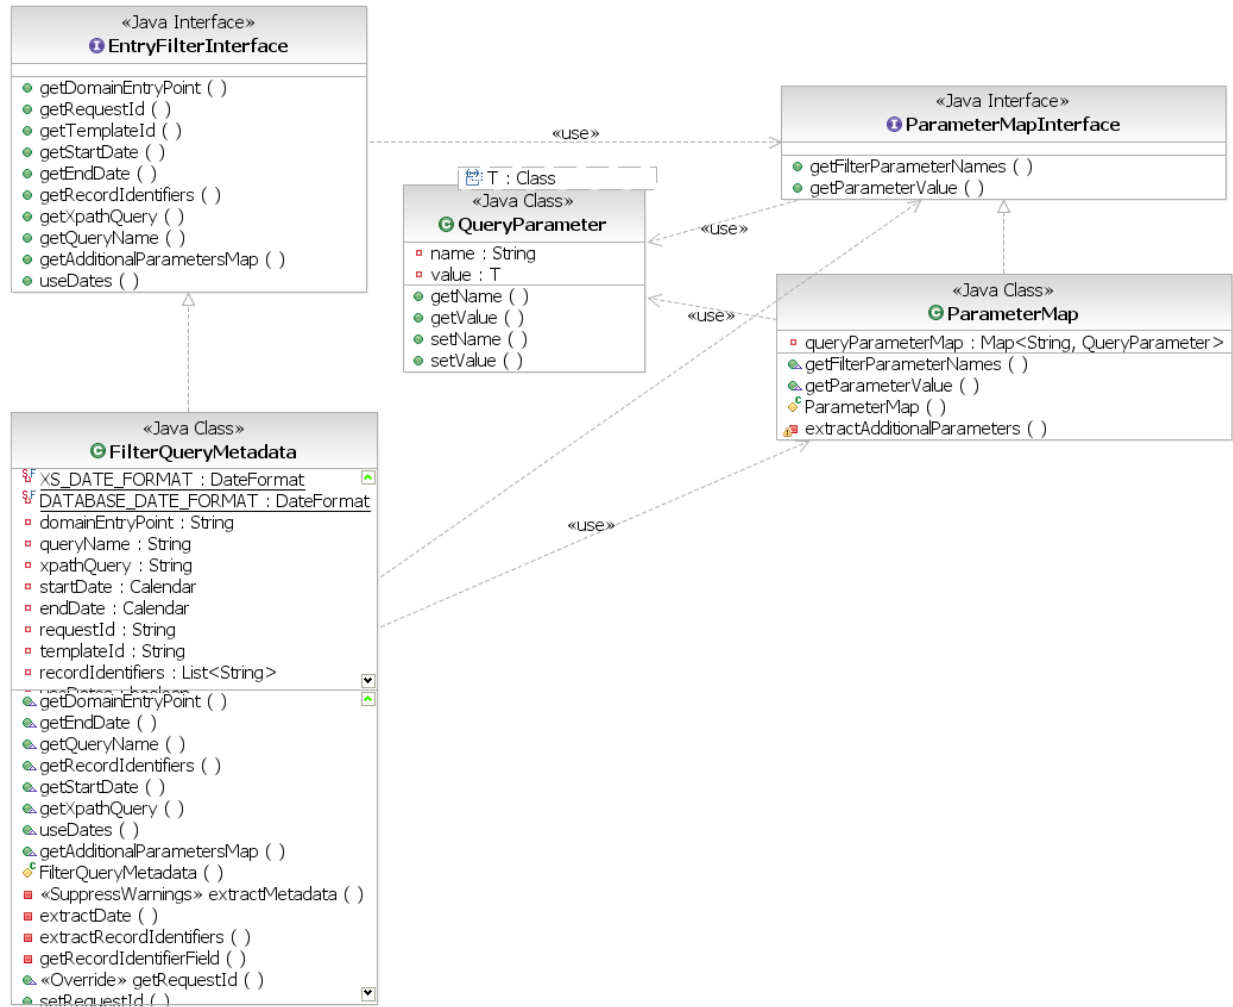 «Java Interface»
EntryFilterInterface
getDomainEntryPoint ( )
getRequestId ( )
getTemplateId ( )
getStartDate ( )
getEndDate ( )
getRecordIdentifiers ( )
getXpathQuery ( )
getQueryName ( )
getAdditionalParametersMap ( )
useDates ( )
«use»
«Java Interface»
ParameterMapInterface
getFilterParameterNames ( )
getParameterValue ( )
T : Class
«Java Class»
QueryParameter
name : String
value : T
getName ( )
getValue ( )
setName ( )
setValue ( )
«use»
«use»
«Java Class»
ParameterMap
queryParameterMap : Map<String, QueryParameter>
getFilterParameterNames ( )
getParameterValue ( )
ParameterMap ( )
extractAdditionalParameters ( )
«use»
«Java Class»
FilterQueryMetadata
XS_DATE_FORMAT : DateFormat
DATABASE_DATE_FORMAT : DateFormat
domainEntryPoint : String
queryName : String
xpathQuery : String
startDate : Calendar
endDate : Calendar
requestId : String
templateId : String
recordIdentifiers : List<String>
useDates : boolean
getDomainEntryPoint ( )
getEndDate ( )
getQueryName ( )
getRecordIdentifiers ( )
getStartDate ( )
getXpathQuery ( )
useDates ( )
getAdditionalParametersMap ( )
FilterQueryMetadata ( )
«SuppressWarnings» extractMetadata ( )
extractDate ( )
extractRecordIdentifiers ( )
getRecordIdentifierField ( )
«Override» getRequestId ( )
setRequestId ( )